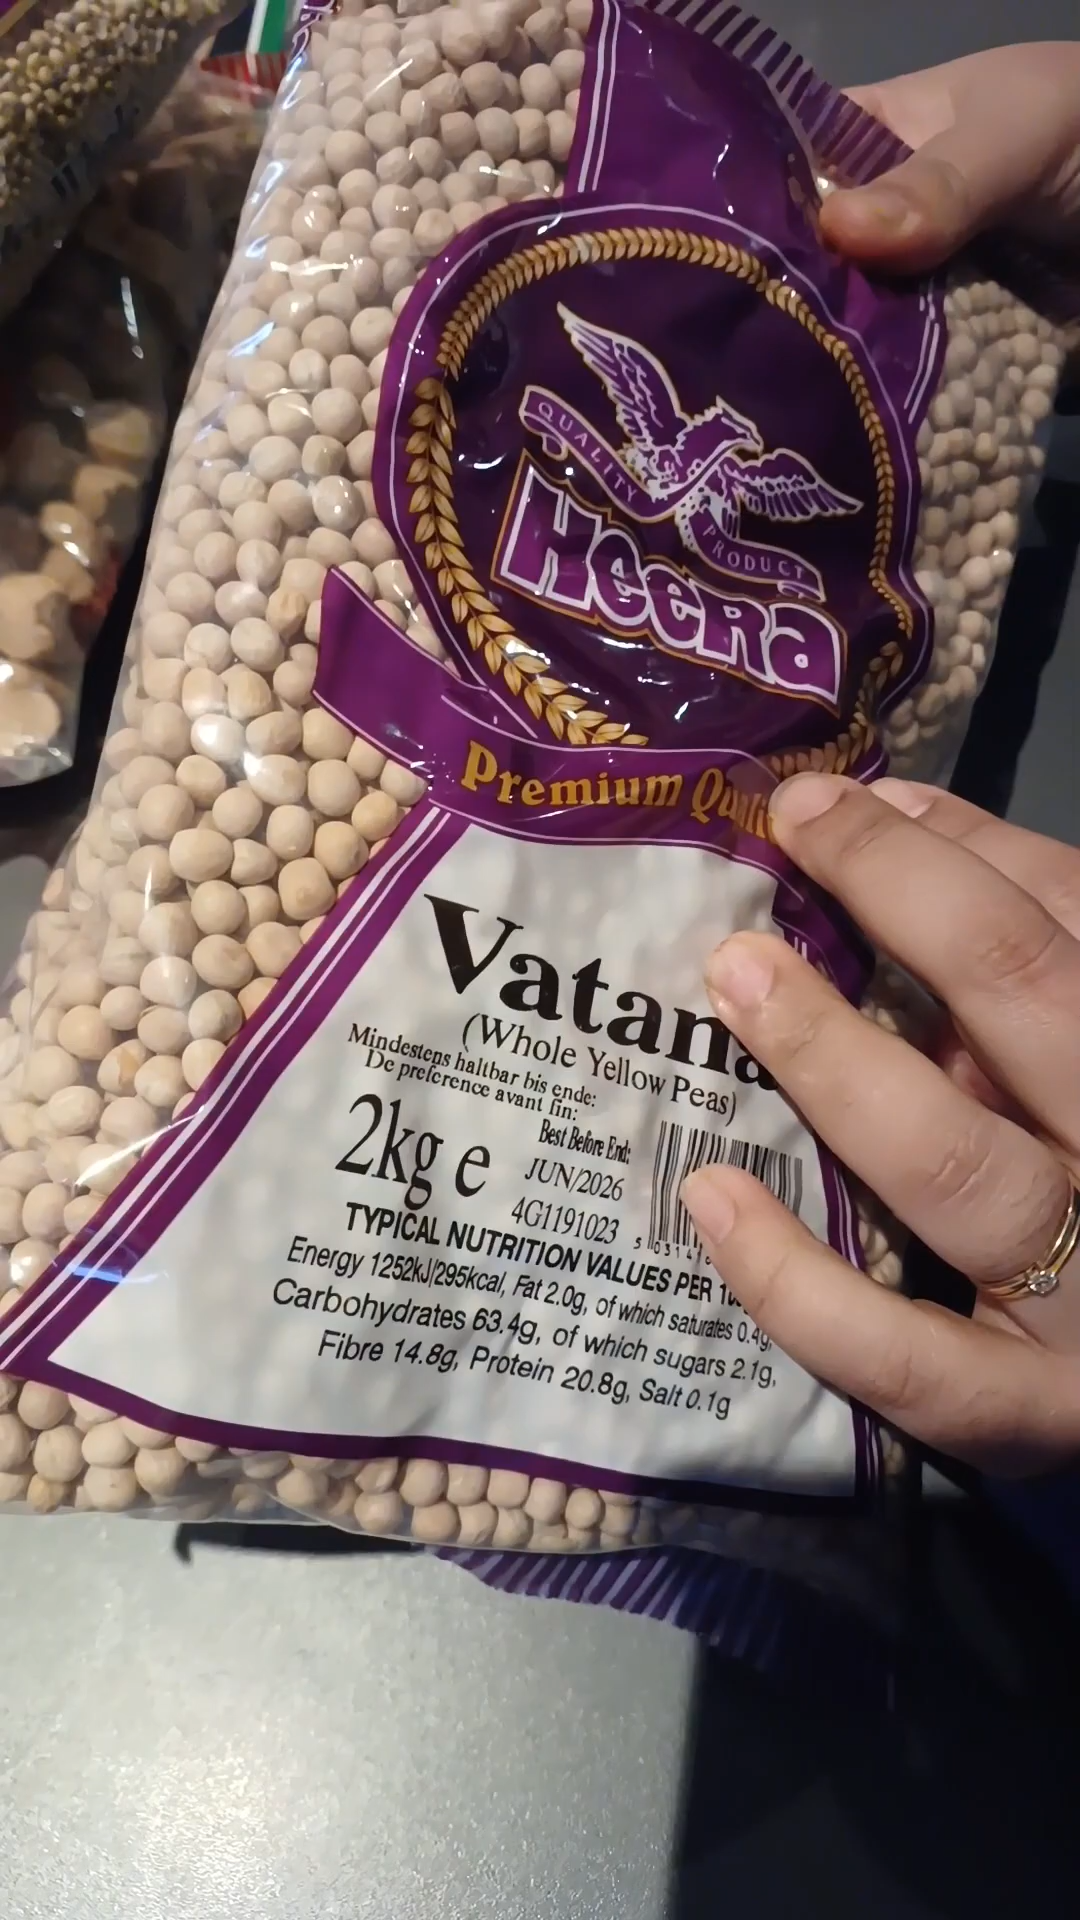 QUALITY
PRODUCT
HeeRa
Premium
Vatana
(Whole Yellow Peas)
Mindestens haltbar bis ende:
De preference avant fin:
2kg e
Best Before End:
JUN/2026
4G1191023
TYPICAL NUTRITION VALUES PER
Energy 1252kJ/295kcal, Fat 2.0g, of which saturates 0.4g,
Carbohydrates 63.4g, of which sugars 2.1g,
Fibre 14.8g, Protein 20.8g, Salt 0.1g